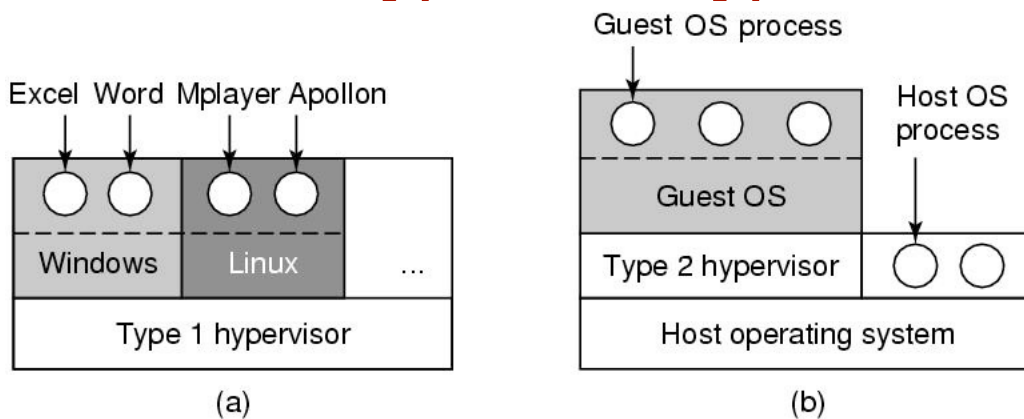 Guest OS process
Excel Word Mplayer Apollon
Host OS
process
Guest OS
Windows
Linux
...
Type 2 hypervisor
Type 1 hypervisor
Host operating system
(a)
(b)